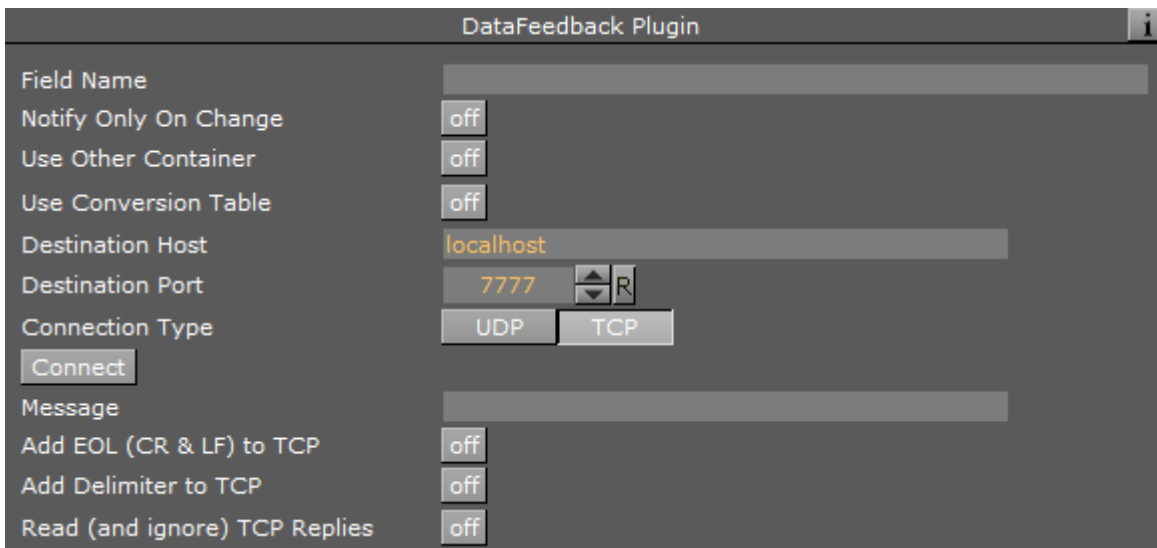 DataFeedback Plugin i
Field Name
Notify Only On Change off
Use Other Container off
Use Conversion Table off
Destination Host localhost
Destination Port 7777 R
Connection Type UDP TCP
Connect
Message
Add EOL (CR & LF) to TCP off
Add Delimiter to TCP off
Read (and ignore) TCP Replies off